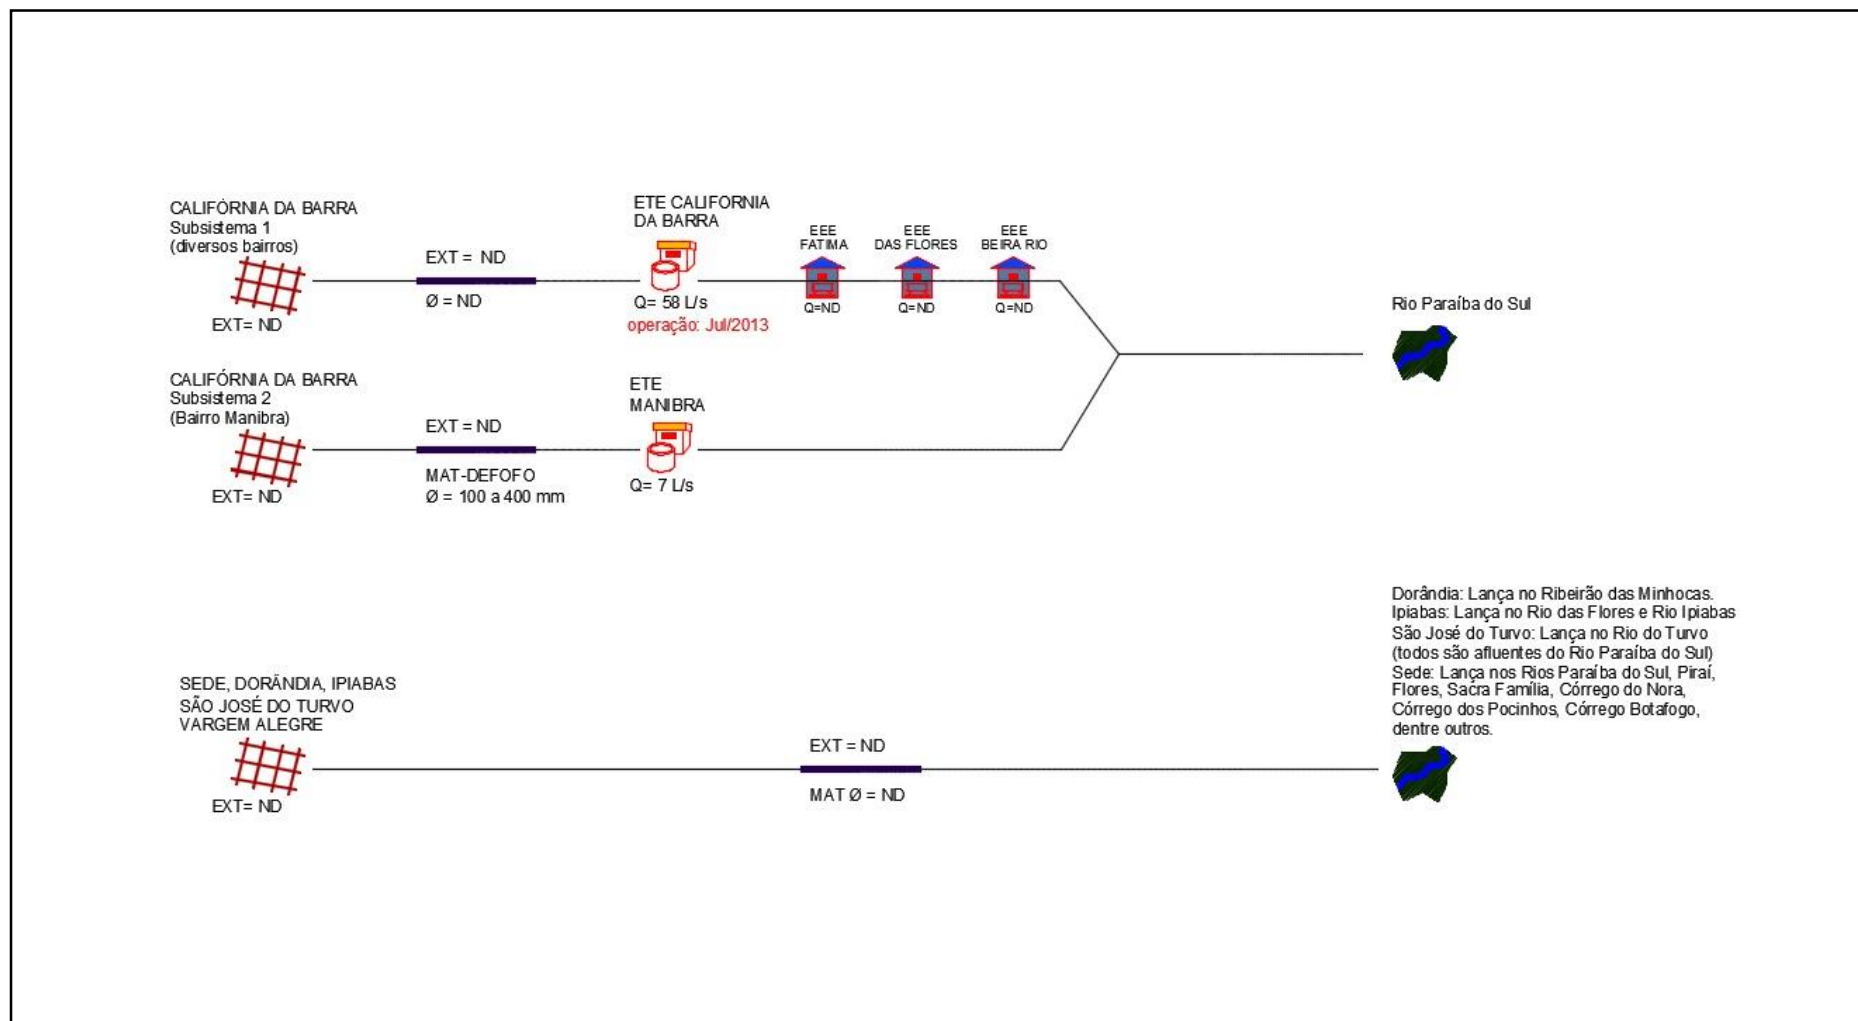 CALIFÓRNIA DA BARRA
Subsistema 1
(diversos bairros)
EXT= ND
EXT = ND
Ø = ND
ETE CALIFORNIA
DA BARRA
Q= 58 L/s
operação: Jul/2013
EEE
FATIMA
Q=ND
EEE
DAS FLORES
Q=ND
EEE
BEIRA RIO
Q=ND
Rio Paraíba do Sul
CALIFÓRNIA DA BARRA
Subsistema 2
(Bairro Manibra)
EXT= ND
EXT = ND
MAT-DEFOFO
Ø = 100 a 400 mm
ETE
MANIBRA
Q= 7 L/s
SEDE, DORÂNDIA, IPIABAS
SÃO JOSÉ DO TURVO
VARGEM ALEGRE
EXT= ND
EXT = ND
MAT Ø = ND
Dorândia: Lança no Ribeirão das Minhocas.
Ipiabas: Lança no Rio das Flores e Rio Ipiabas
São José do Turvo: Lança no Rio do Turvo
(todos são afluentes do Rio Paraíba do Sul)
Sede: Lança nos Rios Paraíba do Sul, Piraí,
Flores, Sacra Família, Córrego do Nora,
Córrego dos Pocinhos, Córrego Botafogo,
dentre outros.